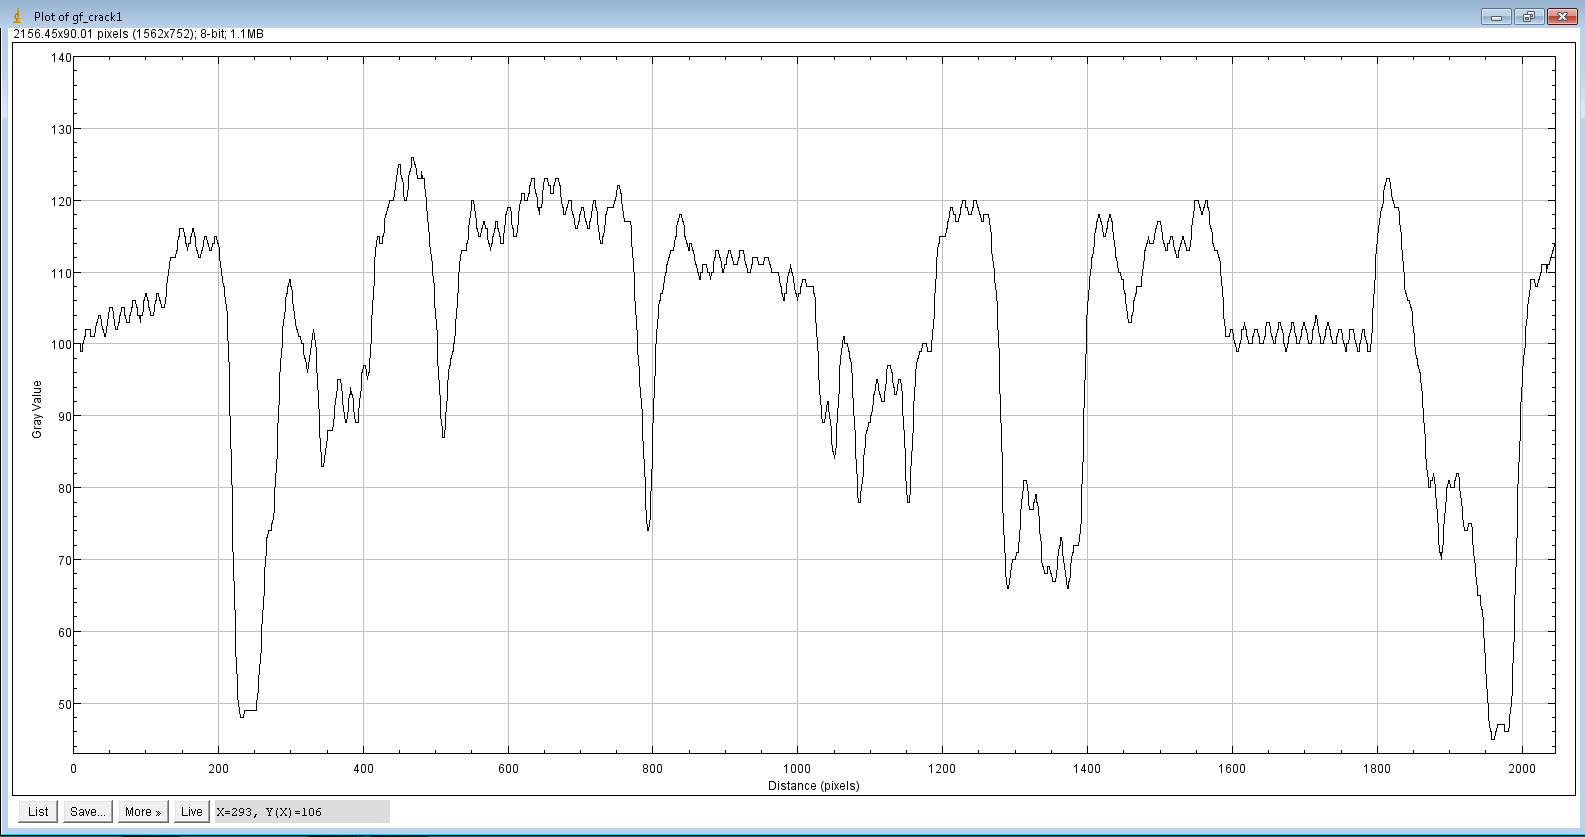 Plot of gf_crack1
2156.45x90.01 pixels (1562x752); 8-bit; 1.1MB
140
130
120
110
100
90
80
70
60
50
Gray Value
0 200 400 600 800 1000 1200 1400 1600 1800 2000
Distance (pixels)
List Save... More » Live X=293, Y(X)=106